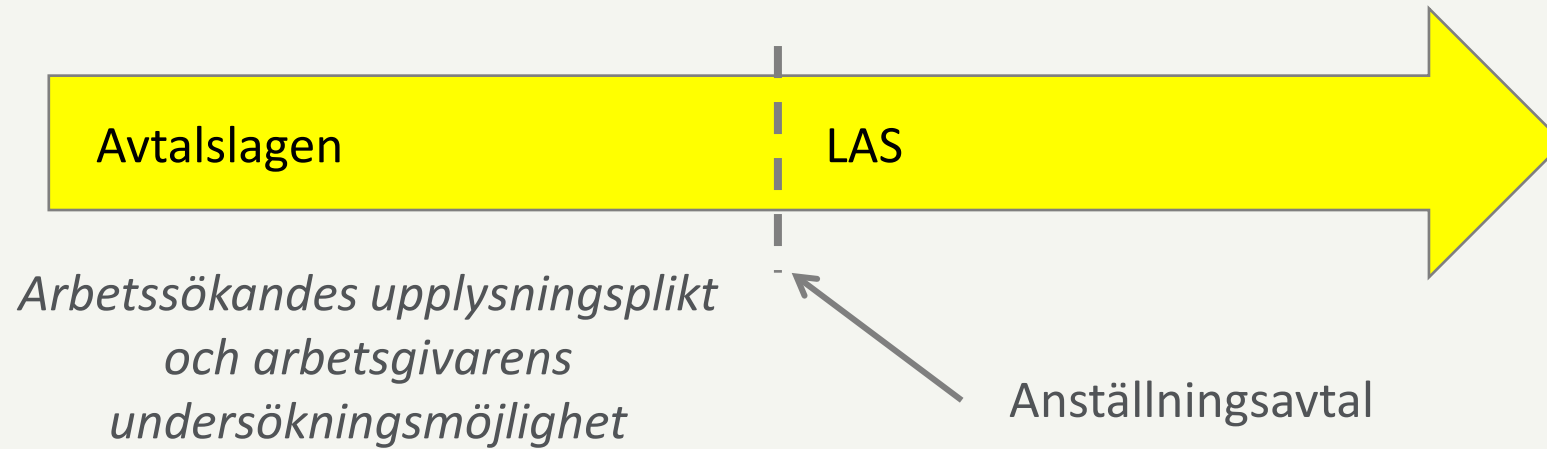 Avtalslagen
LAS
Arbetssökandes upplysningsplikt
och arbetsgivarens
undersökningsmöjlighet
Anställningsavtal